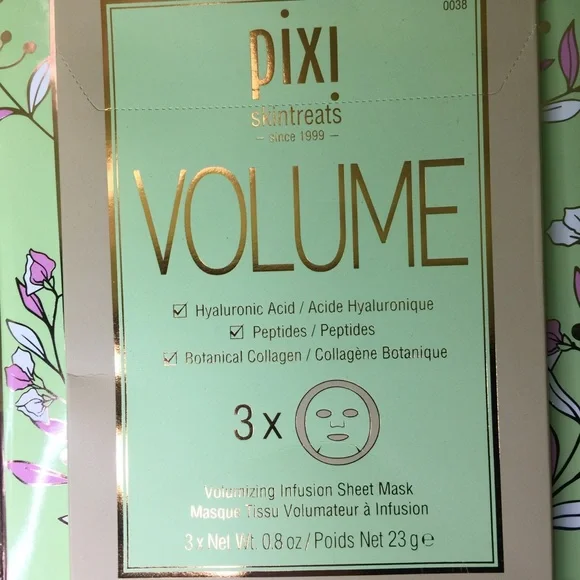 0038
pixi
skintreats
– since 1999 –
VOLUME
☑ Hyaluronic Acid / Acide Hyaluronique
☑ Peptides / Peptides
☑ Botanical Collagen / Collagène Botanique
3 x
Volumizing Infusion Sheet Mask
Masque Tissu Volumateur à Infusion
3 x Net Wt. 0.8 oz / Poids Net 23 g ℮